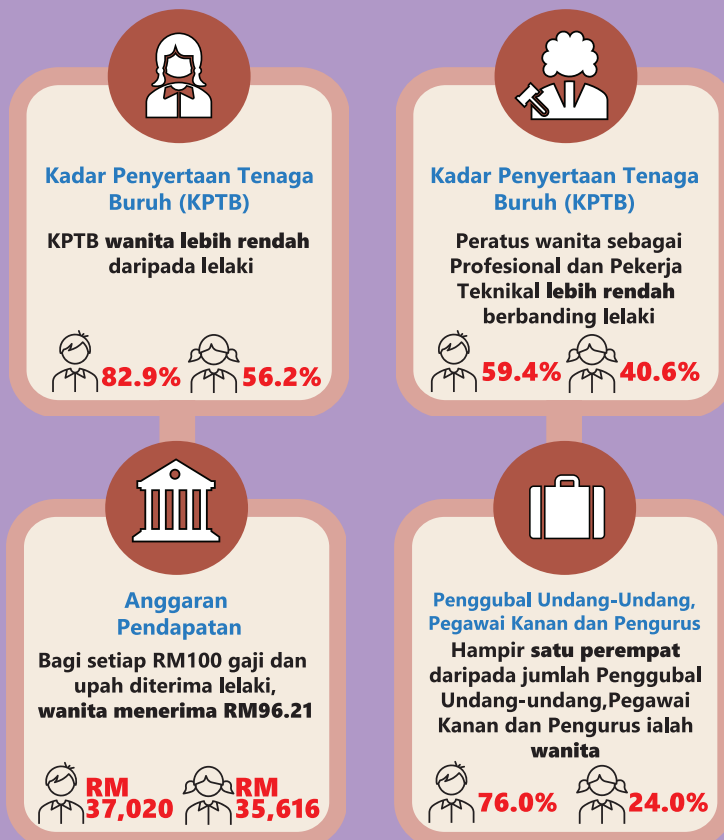 Kadar Penyertaan Tenaga
Buruh (KPTB)
KPTB wanita lebih rendah
daripada lelaki
82.9% 56.2%
Kadar Penyertaan Tenaga
Buruh (KPTB)
Peratus wanita sebagai
Profesional dan Pekerja
Teknikal lebih rendah
berbanding lelaki
59.4% 40.6%
Anggaran
Pendapatan
Bagi setiap RM100 gaji dan
upah diterima lelaki,
wanita menerima RM96.21
RM RM
37,020 35,616
Penggubal Undang-Undang,
Pegawai Kanan dan Pengurus
Hampir satu perempat
daripada jumlah Penggubal
Undang-undang,Pegawai
Kanan dan Pengurus ialah
wanita
76.0% 24.0%